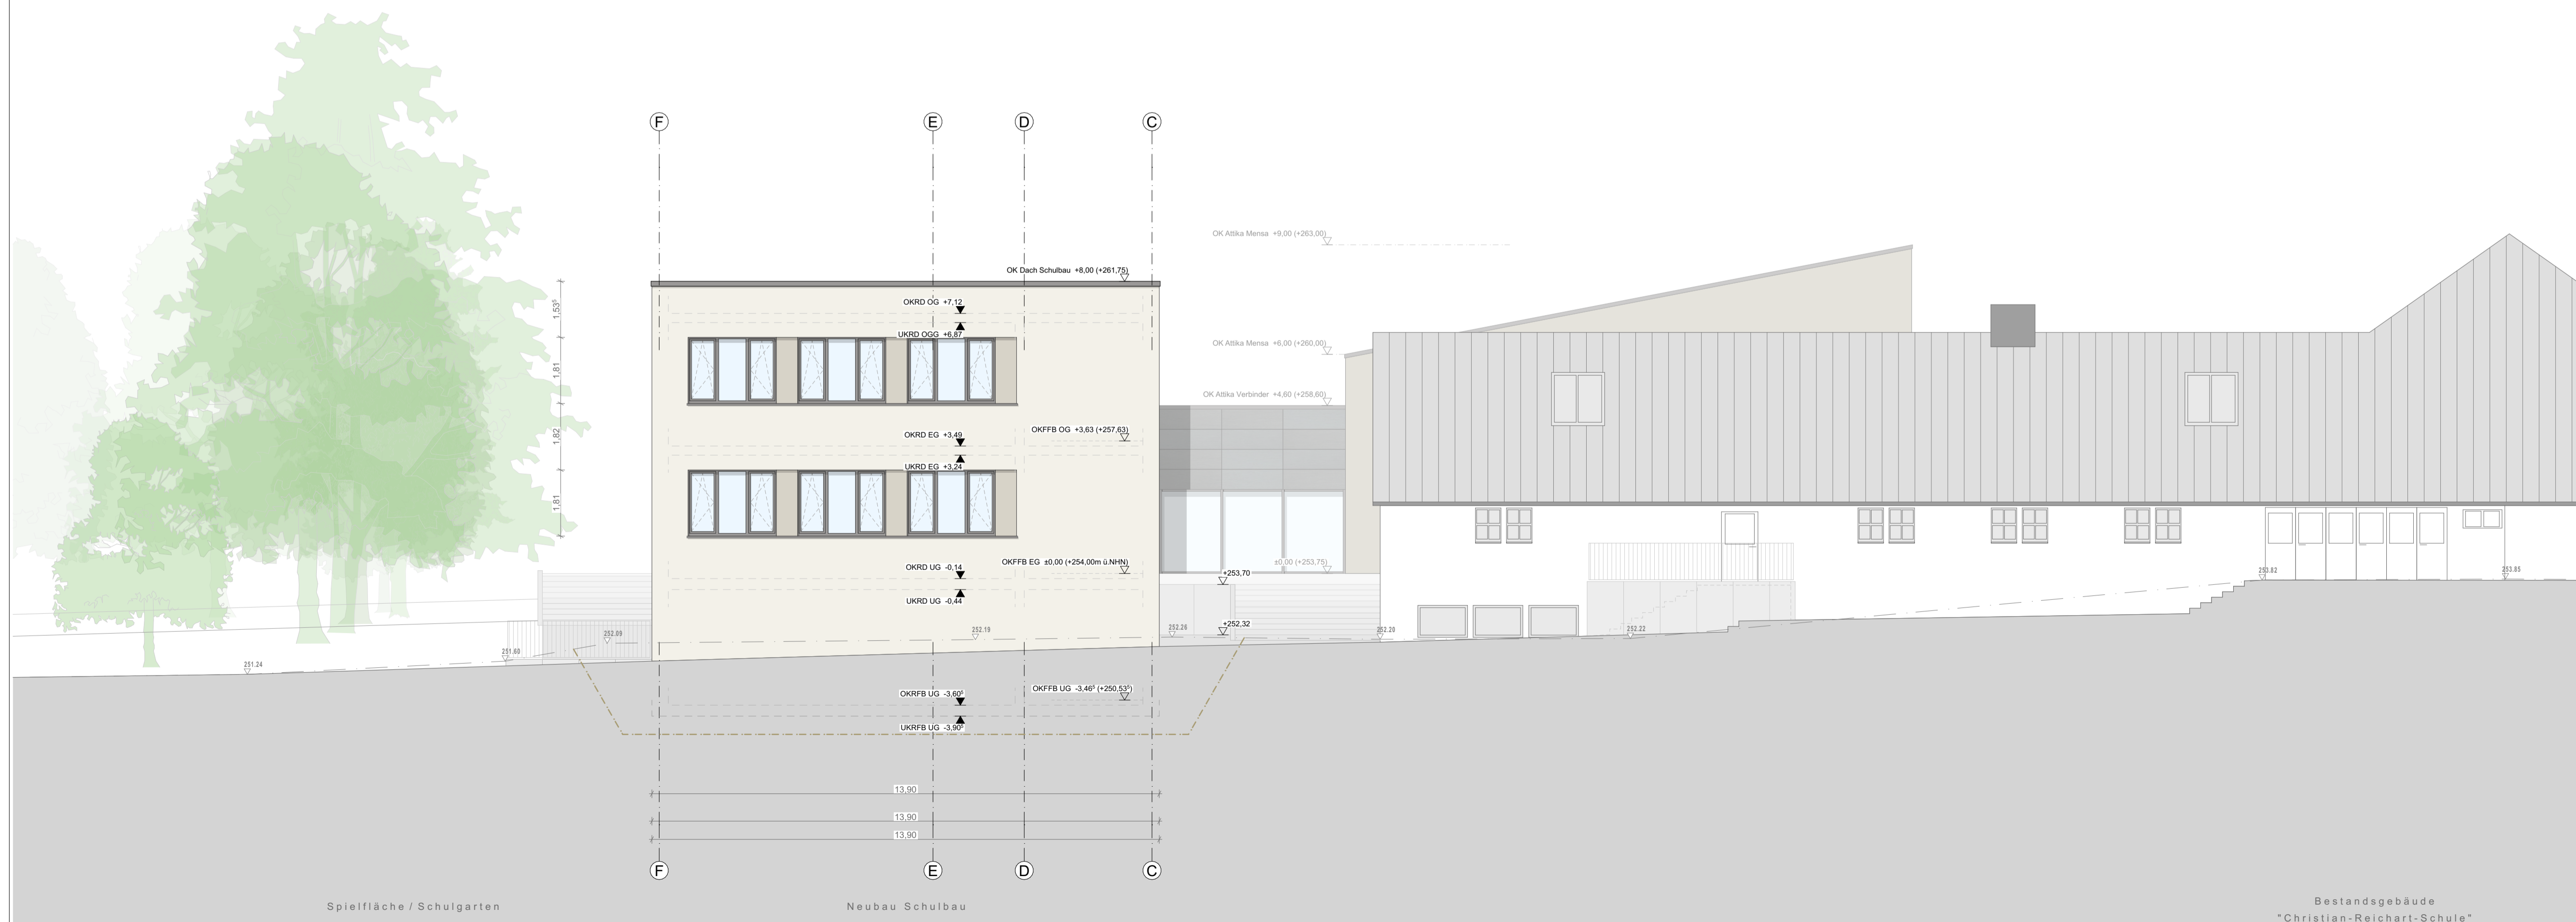 F
E
D
C
OK Attika Mensa +9,00 (+263,00)
OK Dach Schulbau +8,00 (+261,75)
OKRD OG +7,12
UKRD OGG +6,87
1,53⁵
OK Attika Mensa +6,00 (+260,00)
1,81
OK Attika Verbinder +4,60 (+258,60)
OKFFB OG +3,63 (+257,63)
OKRD EG +3,49
1,82
UKRD EG +3,24
1,81
OKFFB EG ±0,00 (+254,00m ü.NHN)
±0,00 (+253,75)
OKRD UG -0,14
+253,70
253.82
253.85
UKRD UG -0,44
+252,32
252.09
252.19
252.26
252.20
252.22
251.60
251.24
OKFFB UG -3,46⁵ (+250,53⁵)
OKRFB UG -3,60⁵
UKRFB UG -3,90⁵
13,90
13,90
13,90
F
E
D
C
Spielfläche / Schulgarten
Neubau Schulbau
Bestandsgebäude
"Christian-Reichart-Schule"